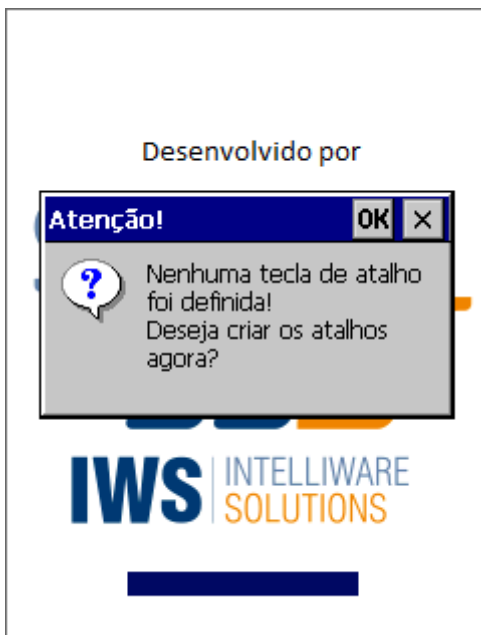 Desenvolvido por
Atenção! OK
Nenhuma tecla de atalho
foi definida!
Deseja criar os atalhos
agora?
IWS INTELLIWARE
SOLUTIONS